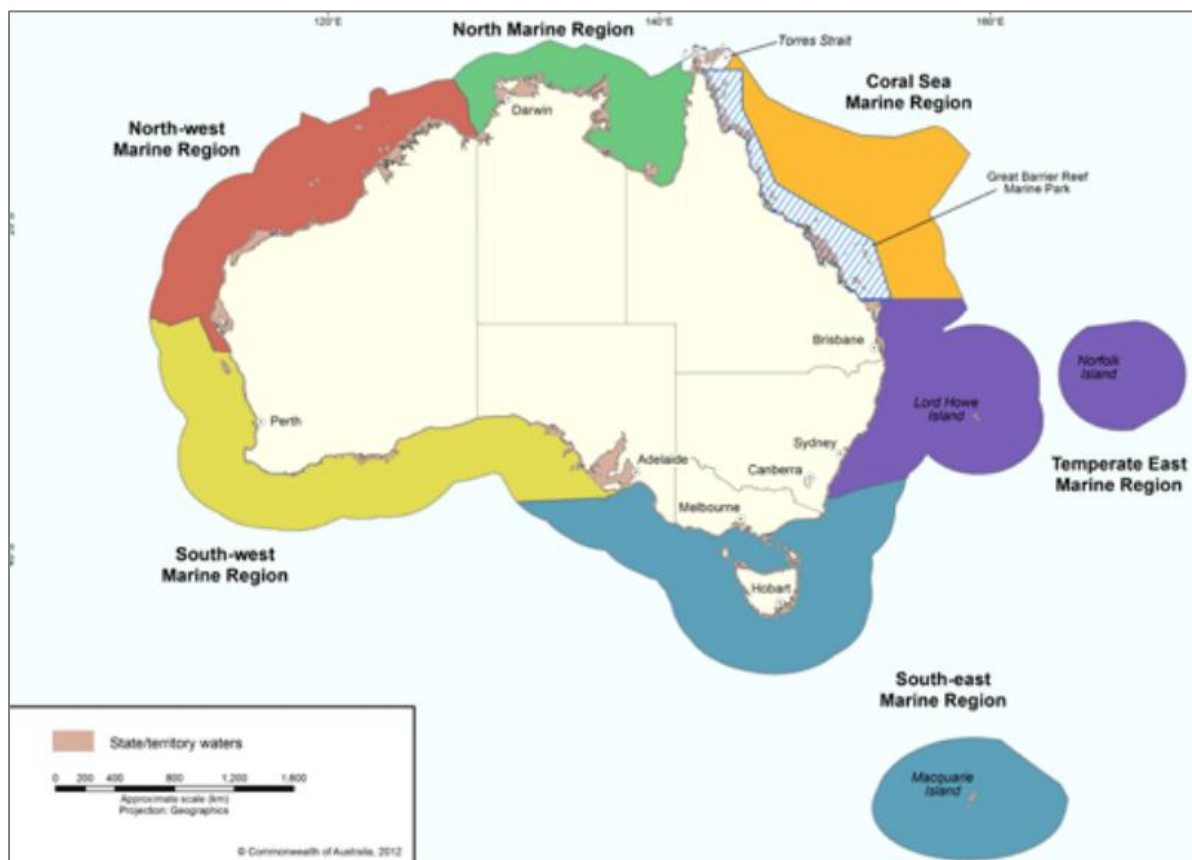 120°E
140°E
160°E
North Marine Region
Torres Strait
Coral Sea
Marine Region
North-west
Marine Region
Darwin
Great Barrier Reef
Marine Park
Brisbane
Norfolk
Island
Lord Howe
Island
Perth
Sydney
Adelaide
Canberra
Temperate East
Marine Region
Melbourne
South-west
Marine Region
Hobart
South-east
Marine Region
Macquarie
Island
State/territory waters
0 200 400 800 1,200 1,600
Approximate scale (km)
Projection: Geographics
© Commonwealth of Australia, 2012